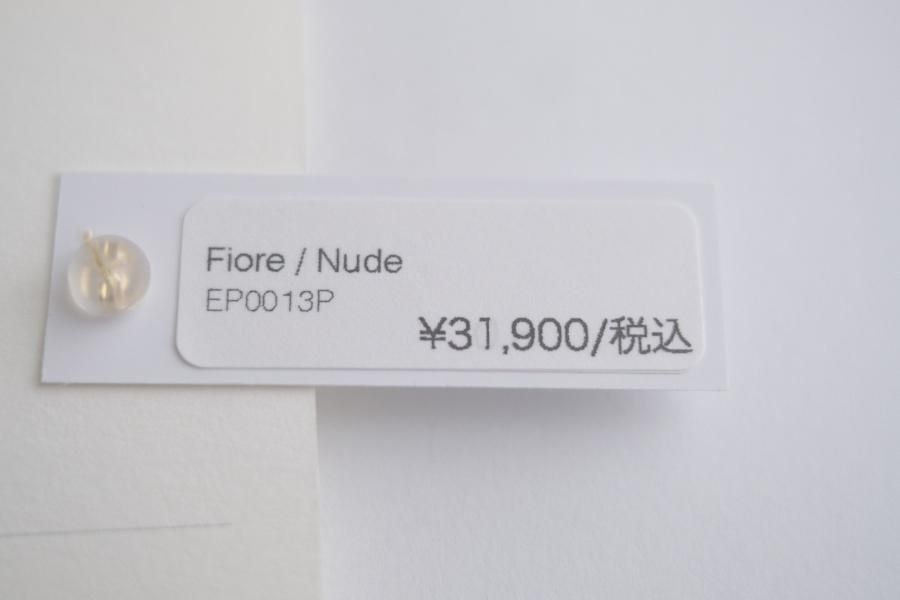 Fiore / Nude
EP0013P
¥31,900/税込